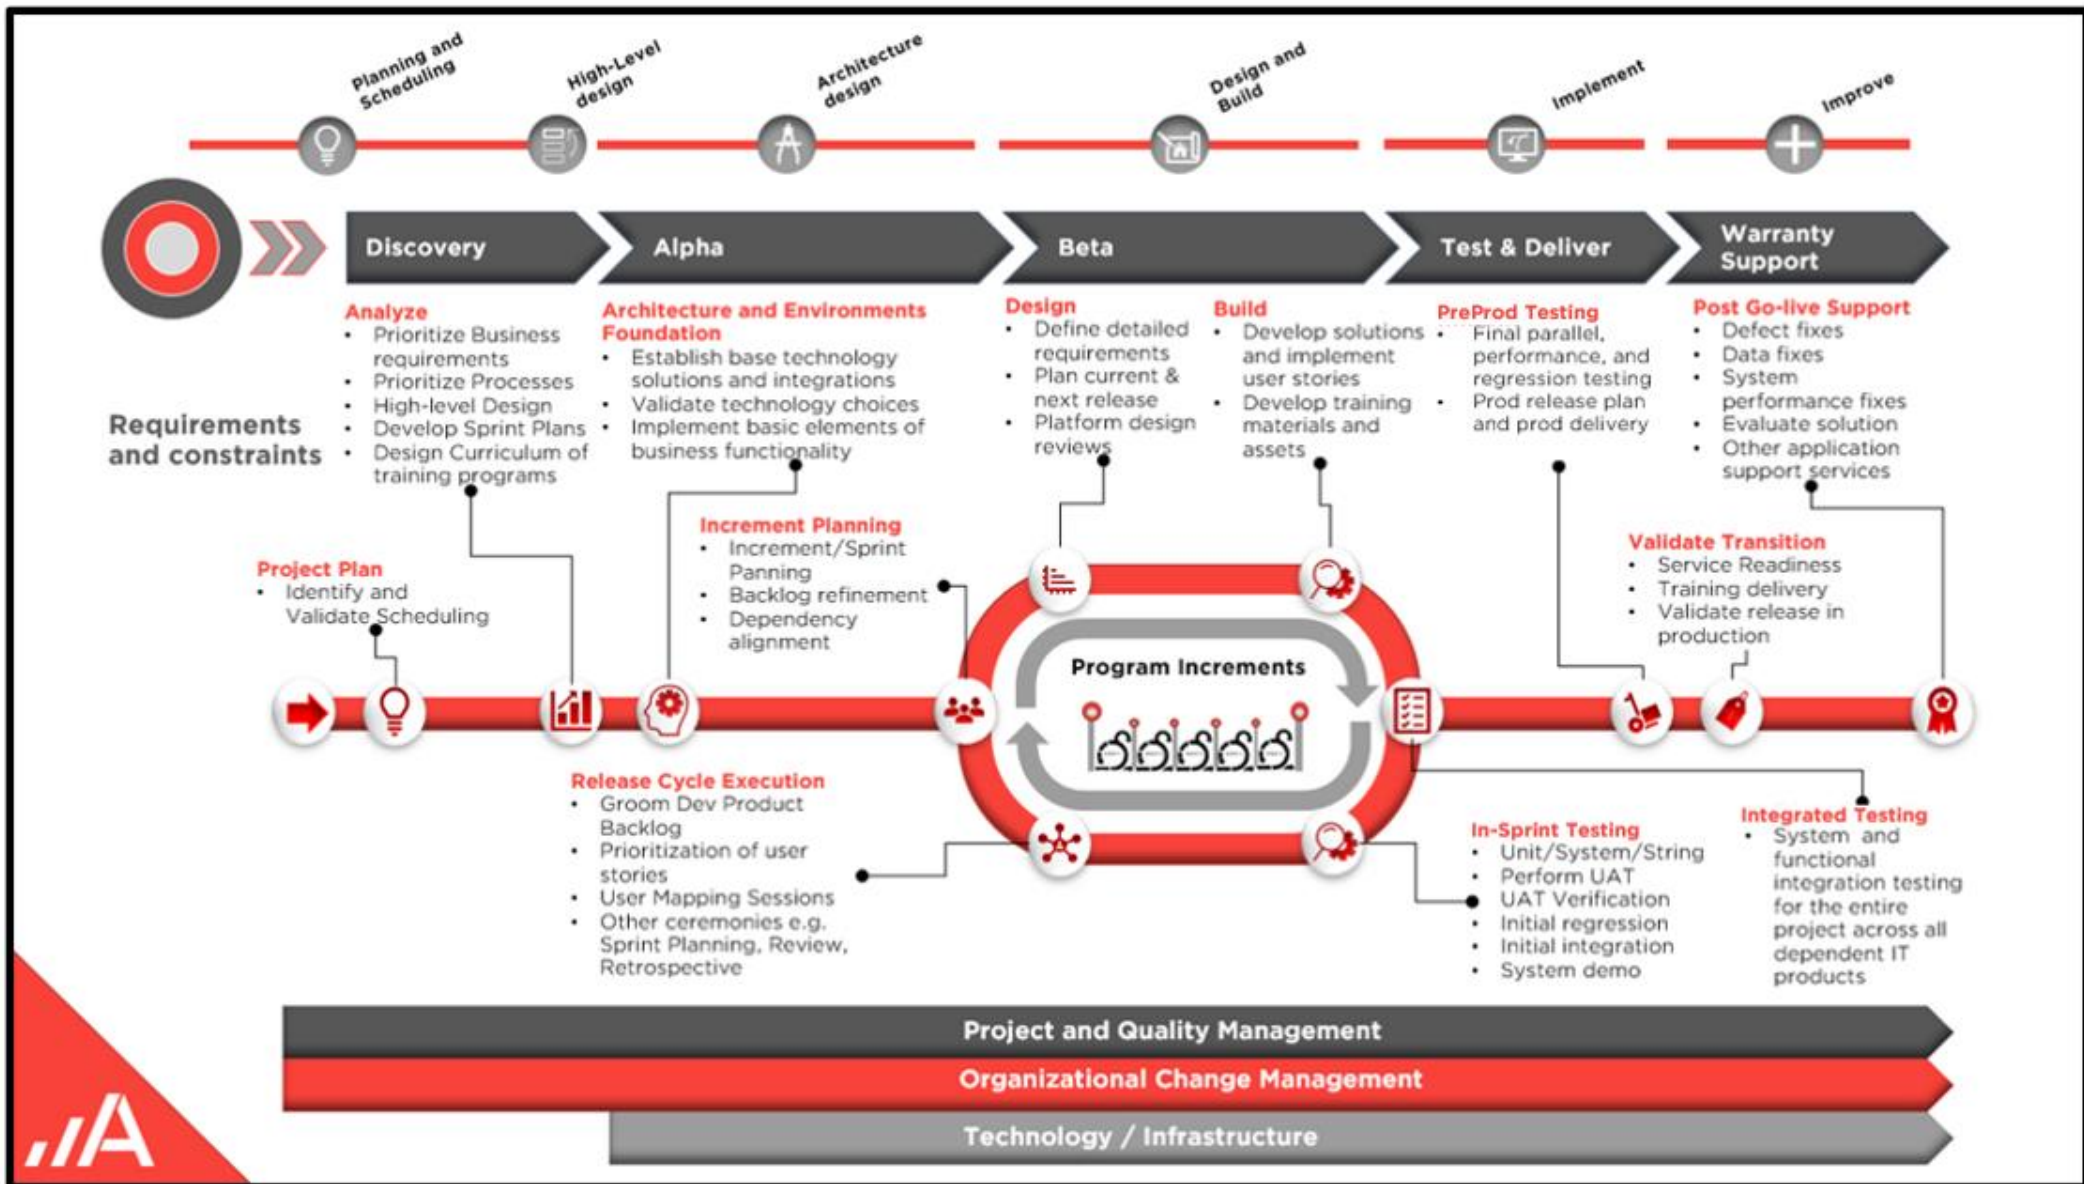 Planning and
Scheduling
High-Level
design
Architecture
design
Design and
Build
Implement
Improve
Discovery
Alpha
Beta
Test & Deliver
Warranty
Support
Requirements
and constraints
Analyze
• Prioritize Business
requirements
• Prioritize Processes
• High-level Design
• Develop Sprint Plans
• Design Curriculum of
training programs
Architecture and Environments
Foundation
• Establish base technology
solutions and integrations
• Validate technology choices
• Implement basic elements of
business functionality
Design
• Define detailed
requirements
• Plan current &
next release
• Platform design
reviews
Build
• Develop solutions
and implement
user stories
• Develop training
materials and
assets
PreProd Testing
• Final parallel,
performance, and
regression testing
• Prod release plan
and prod delivery
Post Go-live Support
• Defect fixes
• Data fixes
• System
performance fixes
• Evaluate solution
• Other application
support services
Project Plan
• Identify and
Validate Scheduling
Increment Planning
• Increment/Sprint
Panning
• Backlog refinement
• Dependency
alignment
Validate Transition
• Service Readiness
• Training delivery
• Validate release in
production
Program Increments
Release Cycle Execution
• Groom Dev Product
Backlog
• Prioritization of user
stories
• User Mapping Sessions
• Other ceremonies e.g.
Sprint Planning, Review,
Retrospective
In-Sprint Testing
• Unit/System/String
• Perform UAT
• UAT Verification
• Initial regression
• Initial integration
• System demo
Integrated Testing
• System and
functional
integration testing
for the entire
project across all
dependent IT
products
Project and Quality Management
Organizational Change Management
Technology / Infrastructure
A